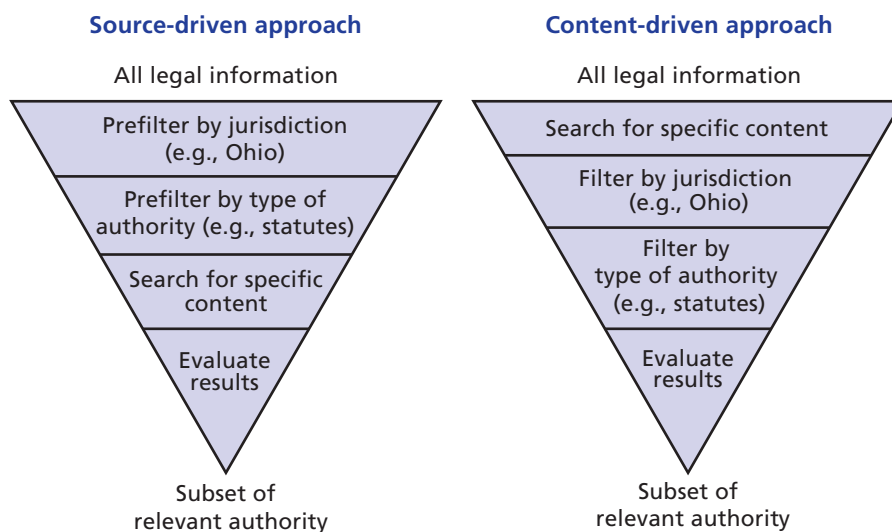 Source-driven approach
All legal information
Prefilter by jurisdiction
(e.g., Ohio)
Prefilter by type of
authority (e.g., statutes)
Search for specific
content
Evaluate
results
Subset of
relevant authority
Content-driven approach
All legal information
Search for specific content
Filter by jurisdiction
(e.g., Ohio)
Filter by
type of authority
(e.g., statutes)
Evaluate
results
Subset of
relevant authority